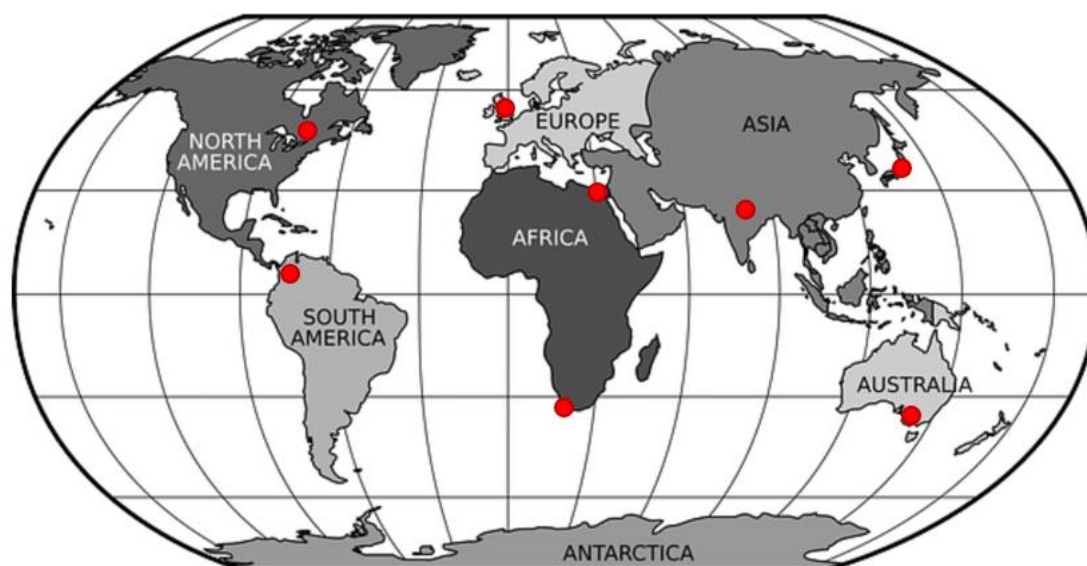 NORTH
AMERICA
EUROPE
ASIA
AFRICA
SOUTH
AMERICA
AUSTRALIA
ANTARCTICA